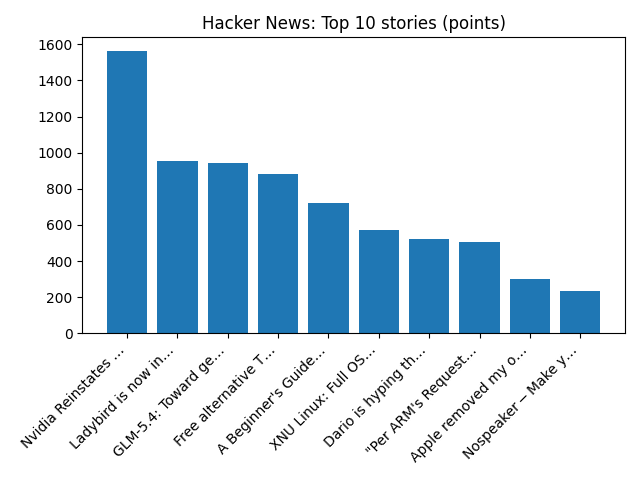 Hacker News: Top 10 stories (points)
1600
1400
1200
1000
800
600
400
200
0
Nvidia Reinstates ...
Ladybird is now in...
GLM-5.4: Toward ge...
Free alternative T...
A Beginner's Guide...
XNU Linux: Full OS...
Dario is hyping th...
"Per ARM's Request...
Apple removed my o...
Nospeaker – Make y...